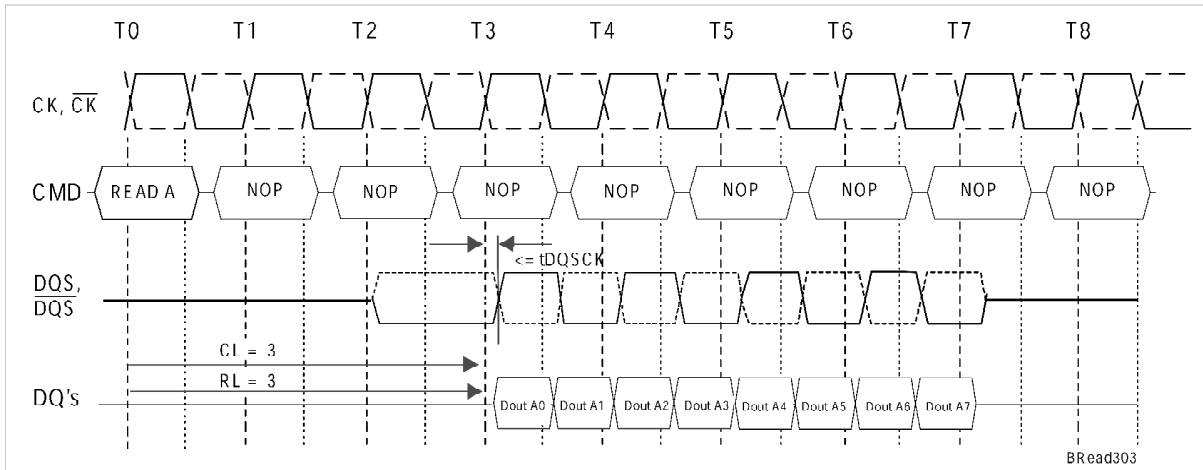 T0 T1 T2 T3 T4 T5 T6 T7 T8
CK, CK
CMD READ A NOP NOP NOP NOP NOP NOP NOP NOP
<= tDQSCK
DQS,
DQS
CL = 3
RL = 3
DQ's Dout A0 Dout A1 Dout A2 Dout A3 Dout A4 Dout A5 Dout A6 Dout A7
BRead303